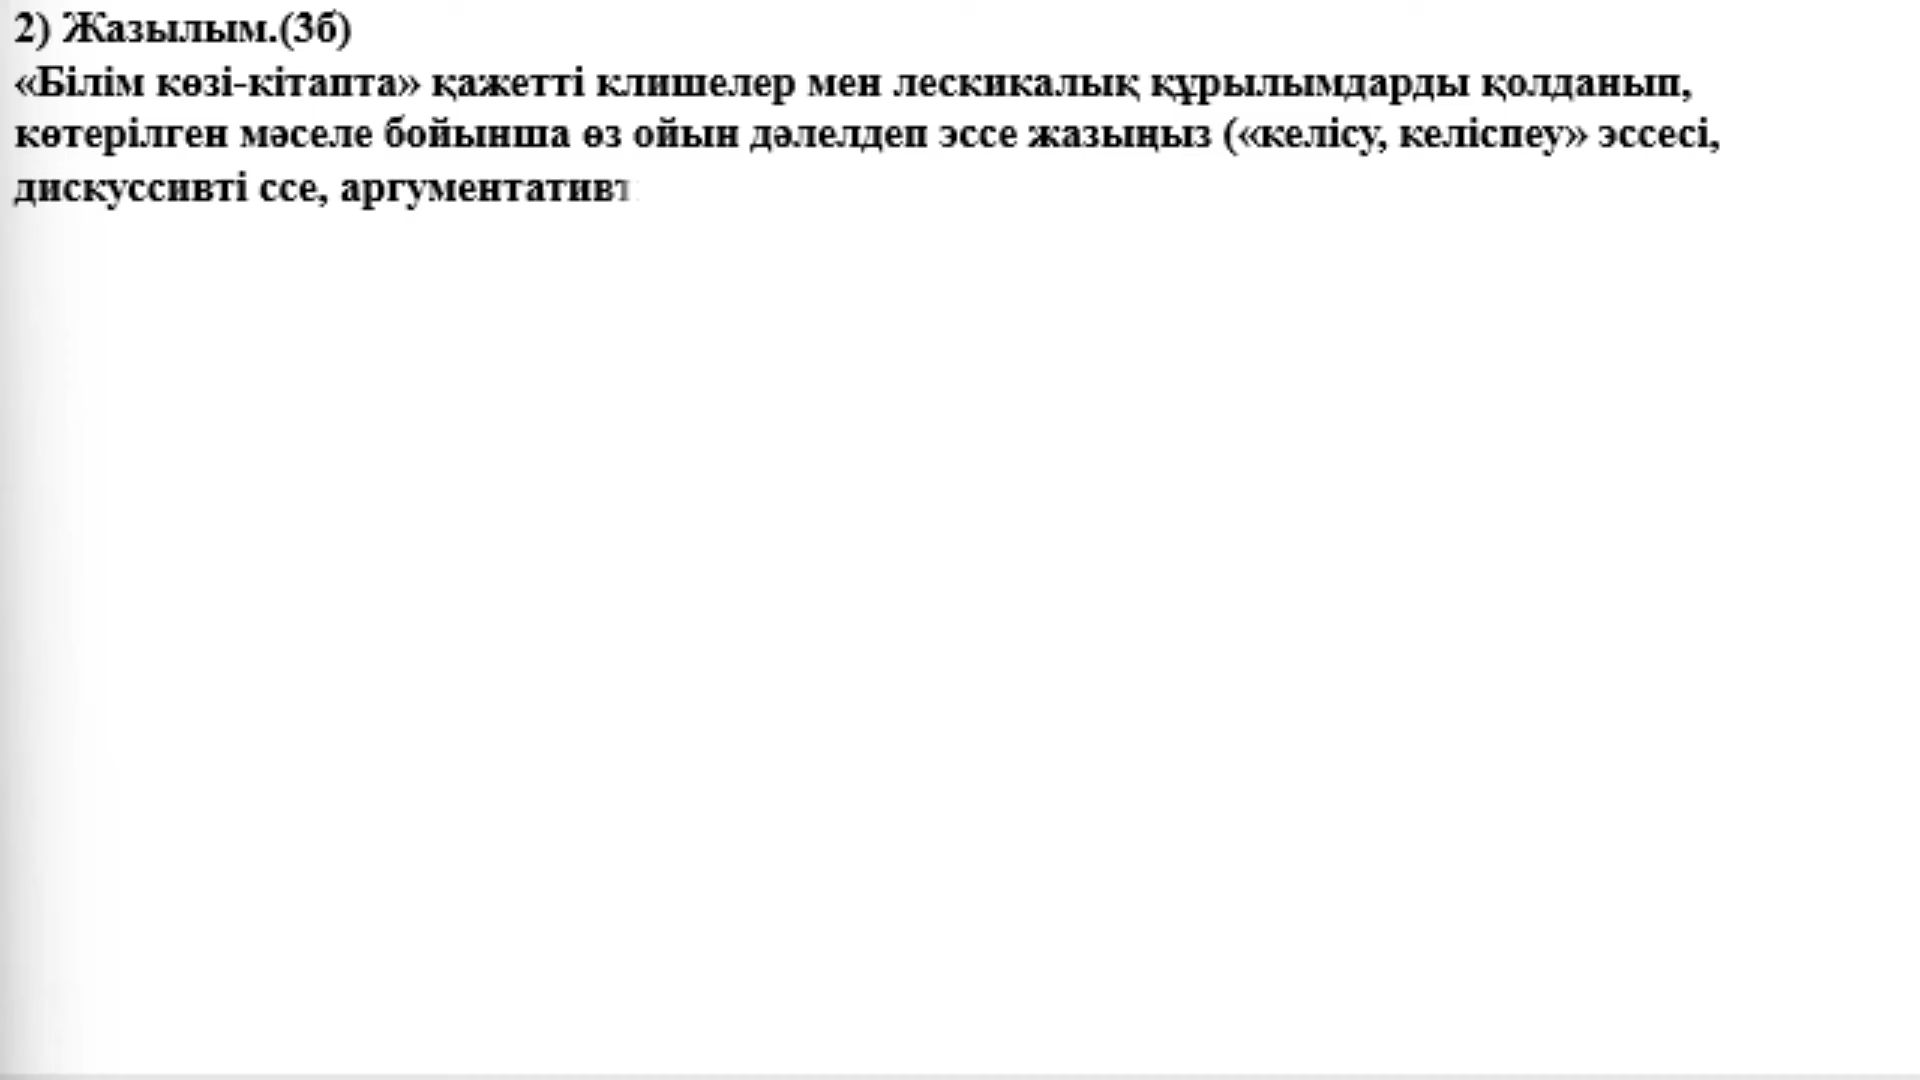 2) Жазылым.(3б)
«Білім көзі-кітапта» қажетті клишелер мен лескикалық құрылымдарды қолданып,
көтерілген мәселе бойынша өз ойын дәлелдеп эссе жазыңыз («келісу, келіспеу» эссесі,
дискуссивті ссе, аргументативт